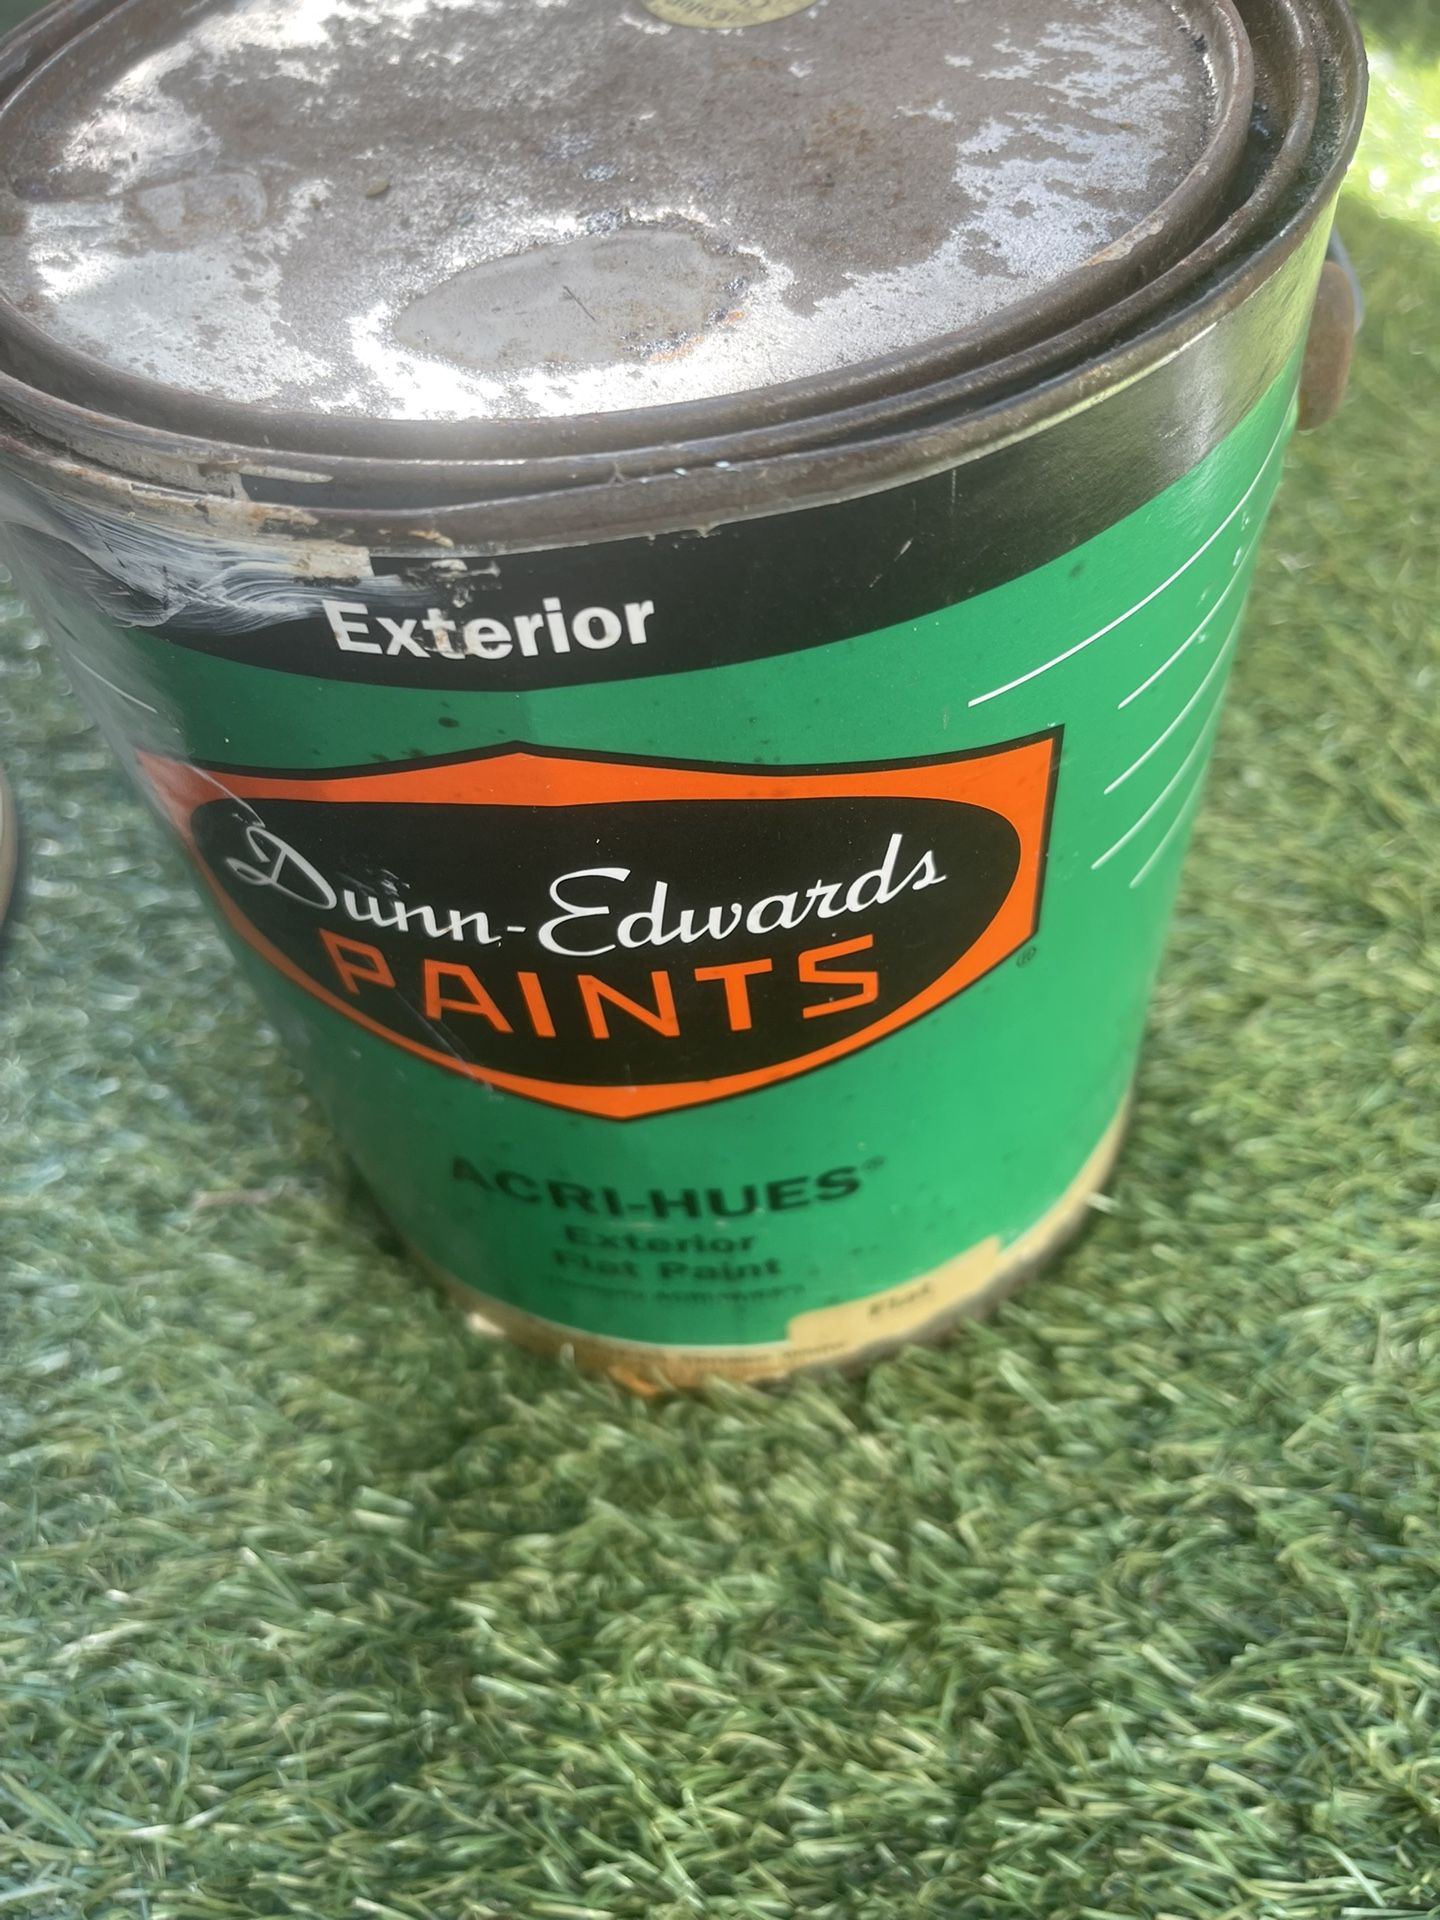 Exterior
Dunn-Edwards
PAINTS
®
ACRI-HUES®
Exterior
Flat Paint
Flat